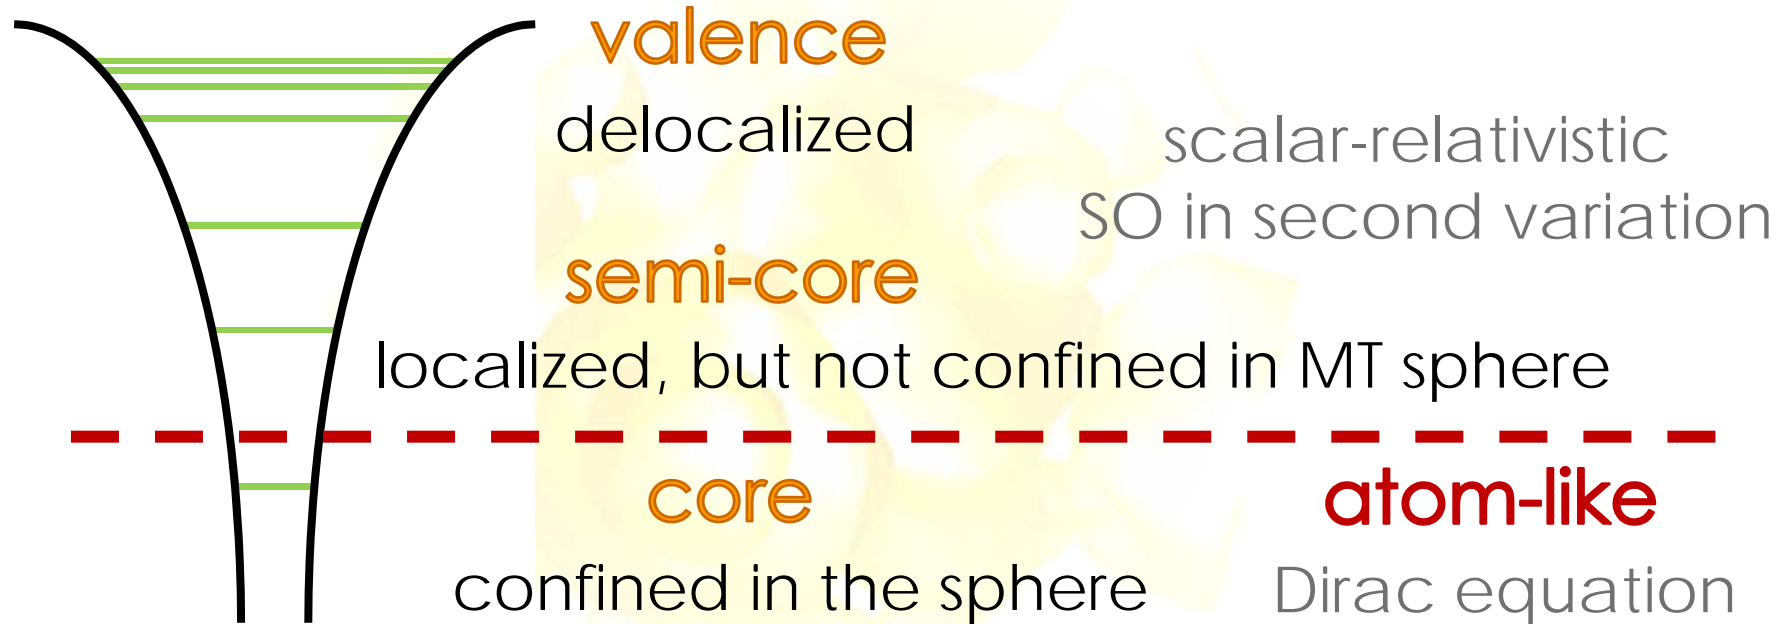 valence
delocalized
scalar-relativistic
SO in second variation
semi-core
localized, but not confined in MT sphere
core
atom-like
confined in the sphere
Dirac equation